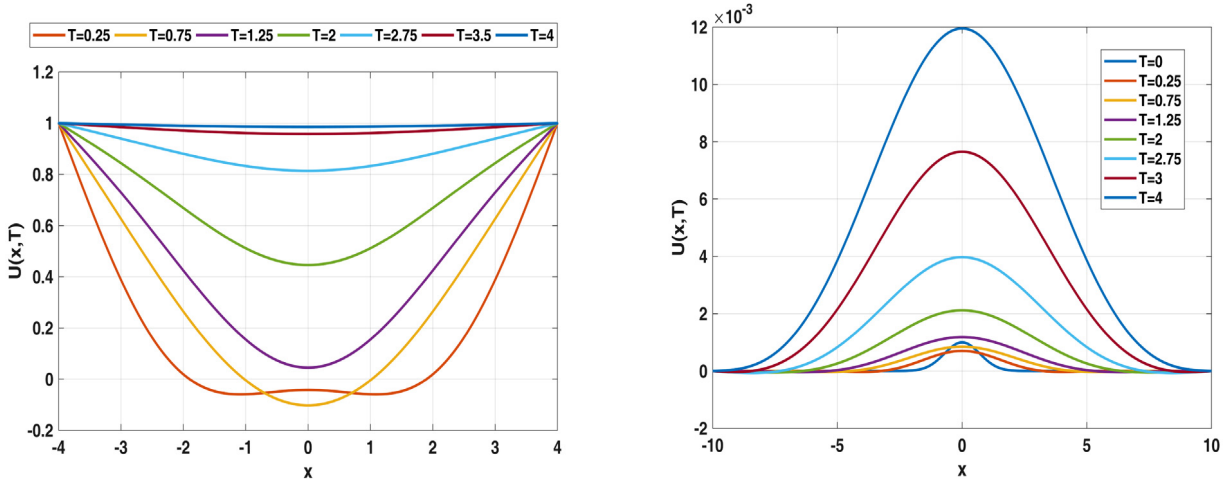 T=0.25 T=0.75 T=1.25 T=2 T=2.75 T=3.5 T=4
1.2
1
0.8
0.6
0.4
0.2
0
-0.2
-4 -3 -2 -1 0 1 2 3 4
U(x,T)
x
×10⁻³
12
10
8
6
4
2
0
-2
-10 -5 0 5 10
U(x,T)
x
T=0
T=0.25
T=0.75
T=1.25
T=2
T=2.75
T=3
T=4